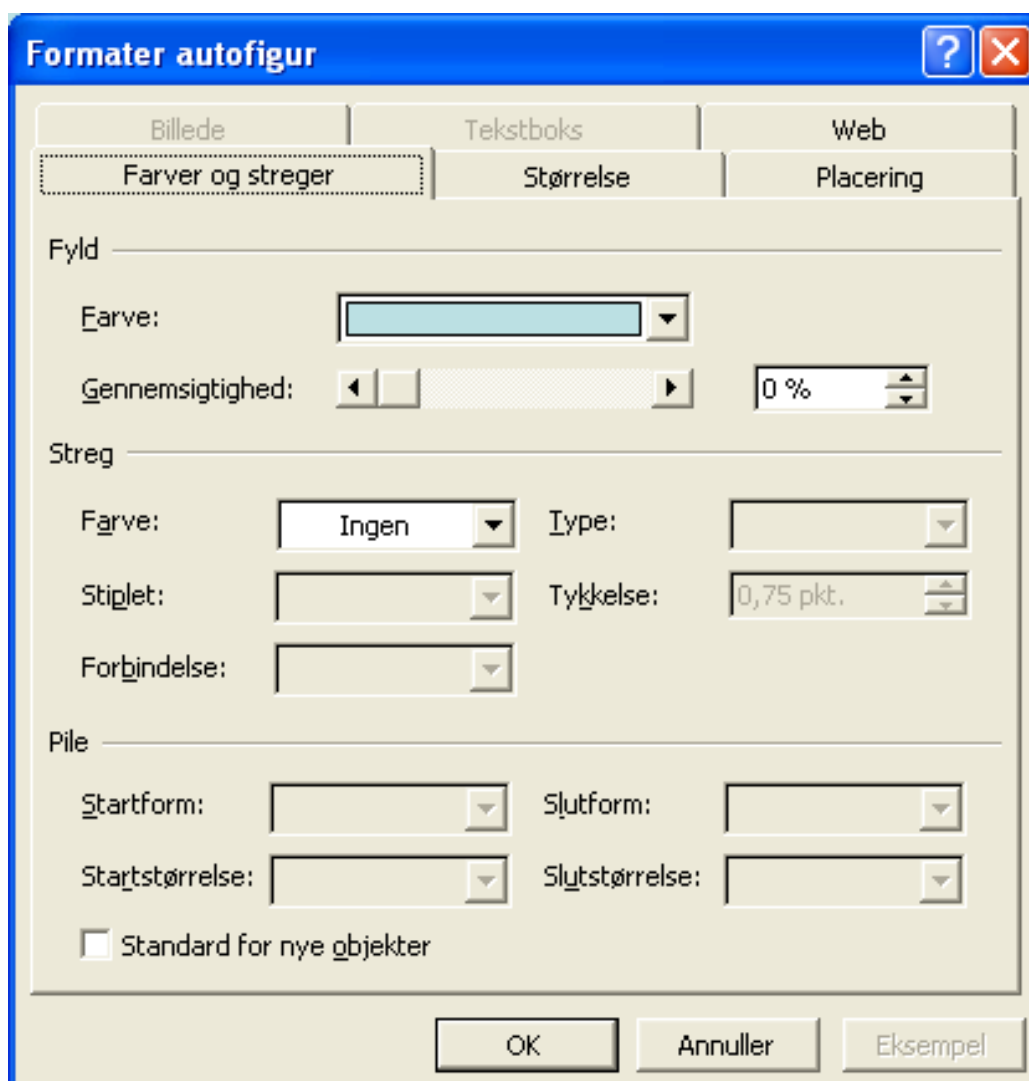 Formater autofigur
Billede Tekstboks Web
Farver og streger Størrelse Placering
Fyld
Farve:
Gennemsigtighed: 0 %
Streg
Farve: Ingen Type:
Stiplet: Tykkelse: 0,75 pkt.
Forbindelse:
Pile
Startform: Slutform:
Startstørrelse: Slutstørrelse:
Standard for nye objekter
OK Annuller Eksempel